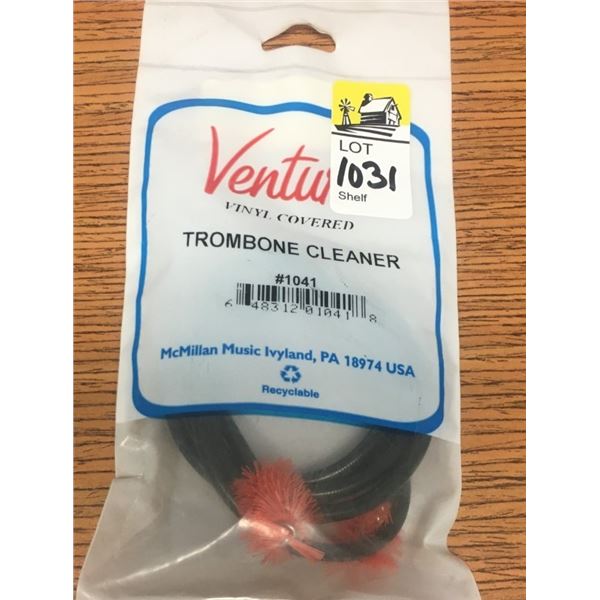 Ventur
LOT
1031
Shelf
VINYL COVERED
TROMBONE CLEANER
#1041
6 48312 01041 8
McMillan Music Ivyland, PA 18974 USA
Recyclable